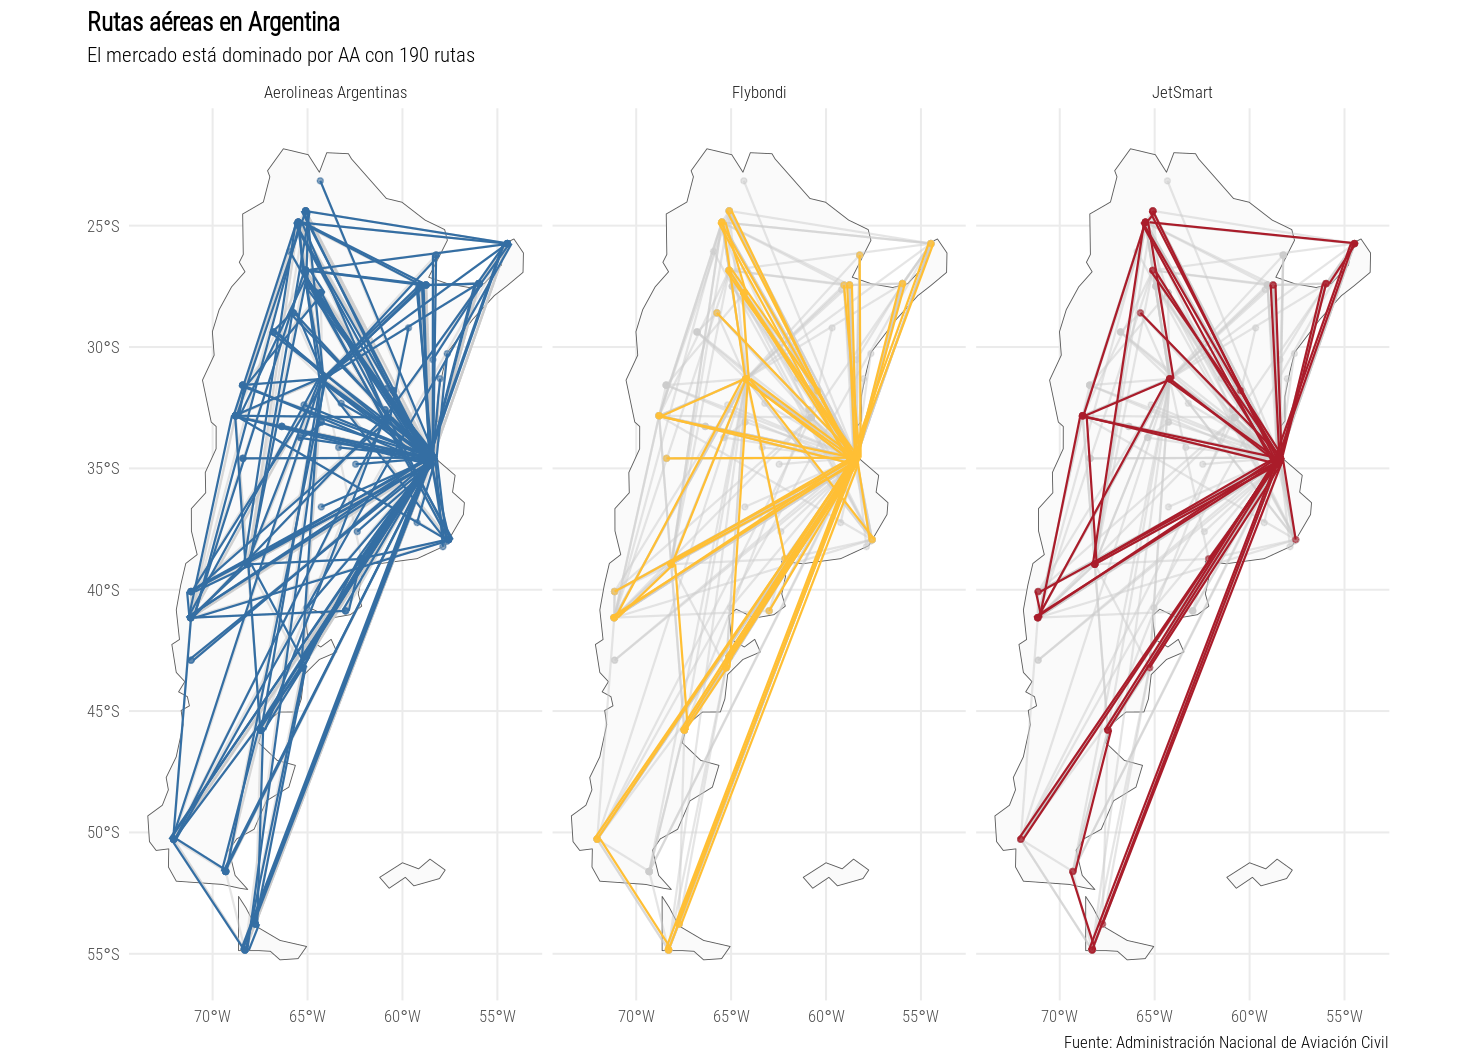 Rutas aéreas en Argentina
El mercado está dominado por AA con 190 rutas
Aerolineas Argentinas
Flybondi
JetSmart
25°S
30°S
35°S
40°S
45°S
50°S
55°S
70°W 65°W 60°W 55°W
70°W 65°W 60°W 55°W
70°W 65°W 60°W 55°W
Fuente: Administración Nacional de Aviación Civil